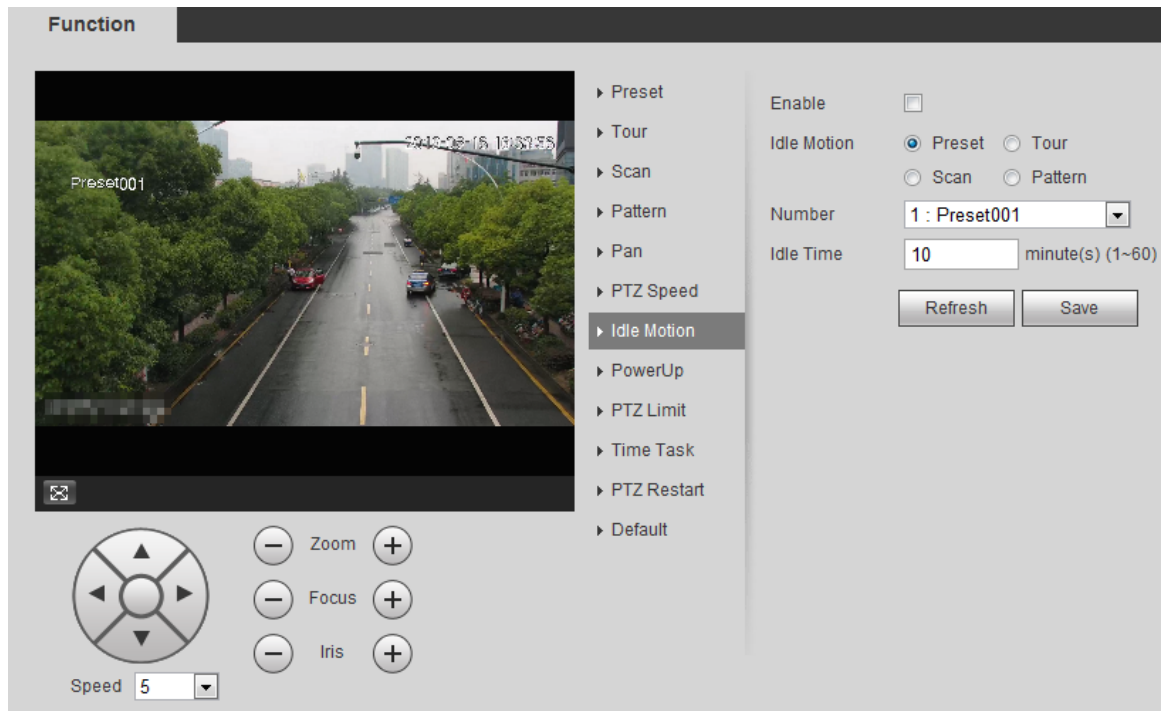 Function
Preset001
Preset
Tour
Scan
Pattern
Pan
PTZ Speed
Idle Motion
PowerUp
PTZ Limit
Time Task
PTZ Restart
Default
Enable
Idle Motion
Preset
Tour
Scan
Pattern
Number
1 : Preset001
Idle Time
10
minute(s) (1~60)
Refresh
Save
Zoom
Focus
Iris
Speed
5